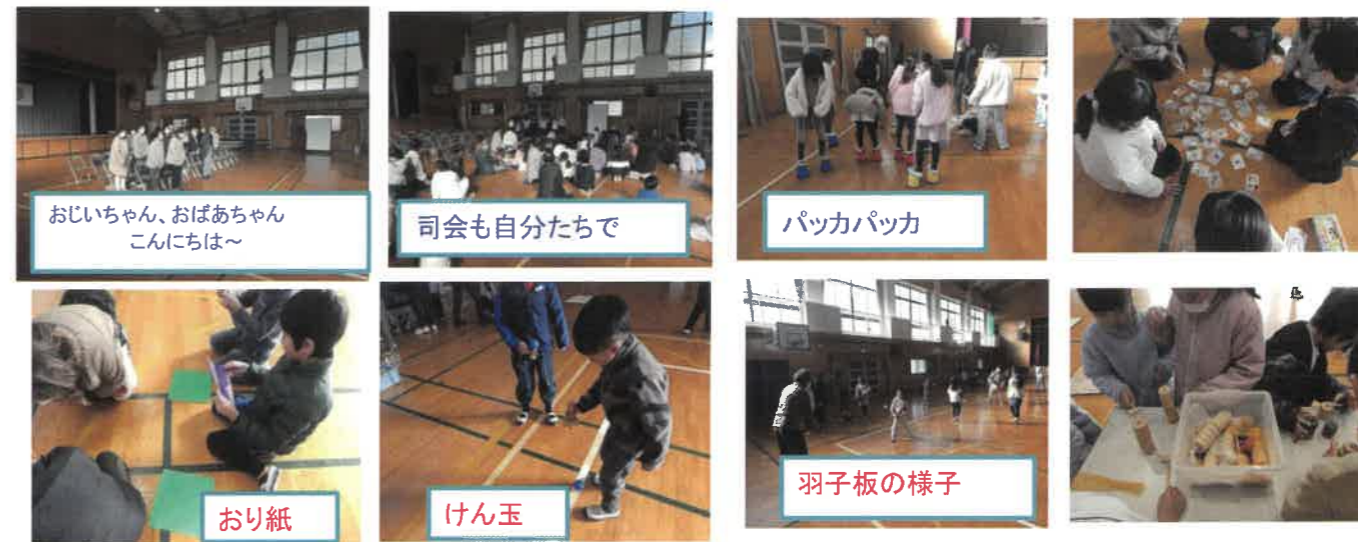 おじいちゃん、おばあちゃん
こんにちは～
司会も自分たちで
パッカパッカ
おり紙
けん玉
羽子板の様子